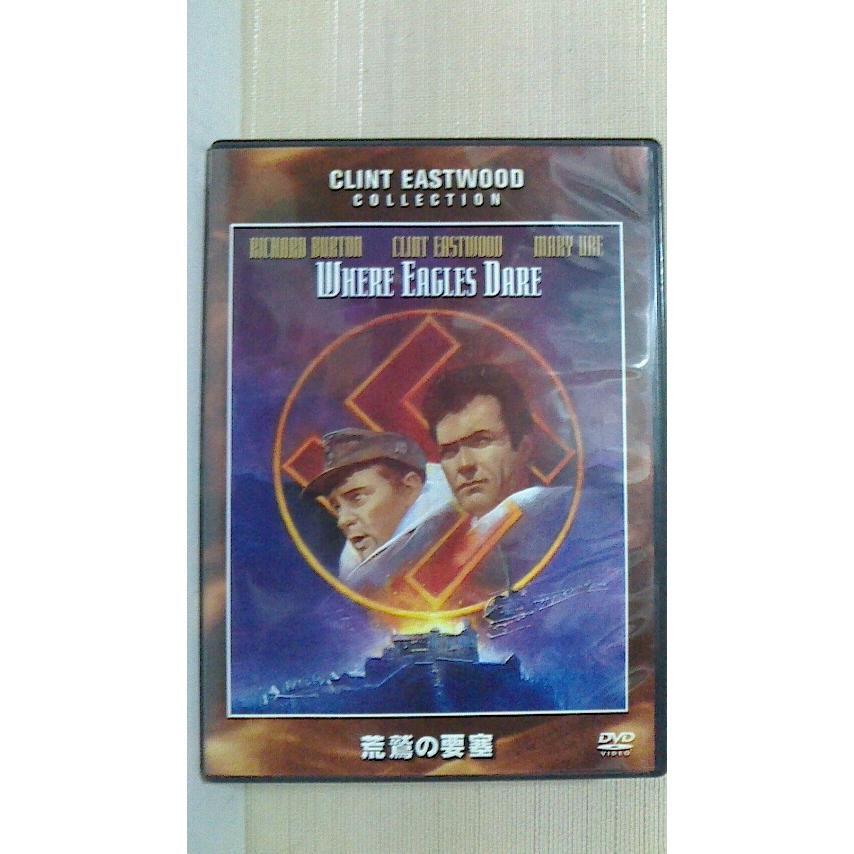 CLINT EASTWOOD
COLLECTION
RICHARD BURTON CLINT EASTWOOD MARY URE
WHERE EAGLES DARE
荒鷲の要塞
DVD
VIDEO